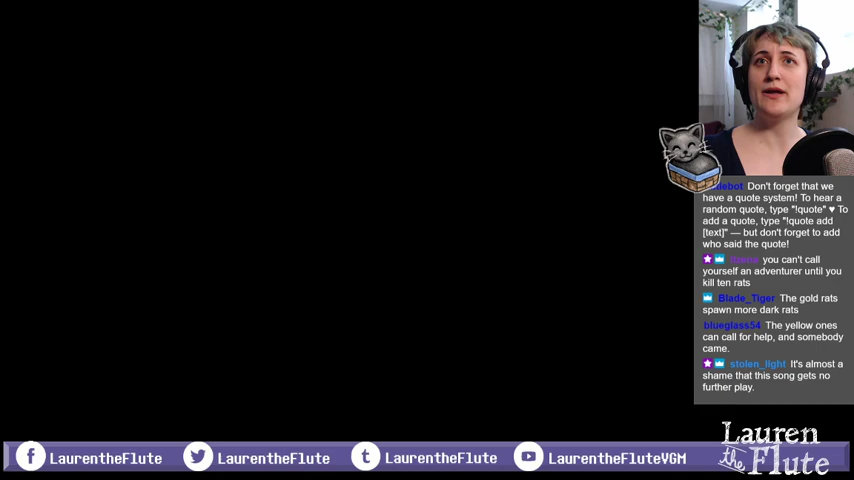 debot Don't forget that we
have a quote system! To hear a
random quote, type "!quote" ♥ To
add a quote, type "!quote add
[text]" — but don't forget to add
who said the quote!
you can't call
yourself an adventurer until you
kill ten rats
Blade_Tiger The gold rats
spawn more dark rats
blueglass54 The yellow ones
can call for help, and somebody
came.
stolen_light It's almost a
shame that this song gets no
further play.
Lauren
the Flute
LaurentheFlute LaurentheFlute LaurentheFlute LaurentheFluteVGM